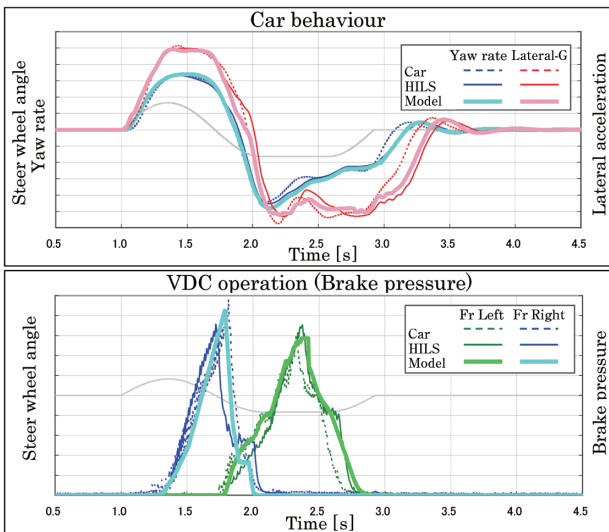 Car behaviour
Steer wheel angle
Yaw rate
Lateral acceleration
Yaw rate Lateral-G
Car
HILS
Model
0.5 1.0 1.5 2.0 2.5 3.0 3.5 4.0 4.5
Time [s]
VDC operation (Brake pressure)
Steer wheel angle
Brake pressure
Fr Left Fr Right
Car
HILS
Model
0.5 1.0 1.5 2.0 2.5 3.0 3.5 4.0 4.5
Time [s]